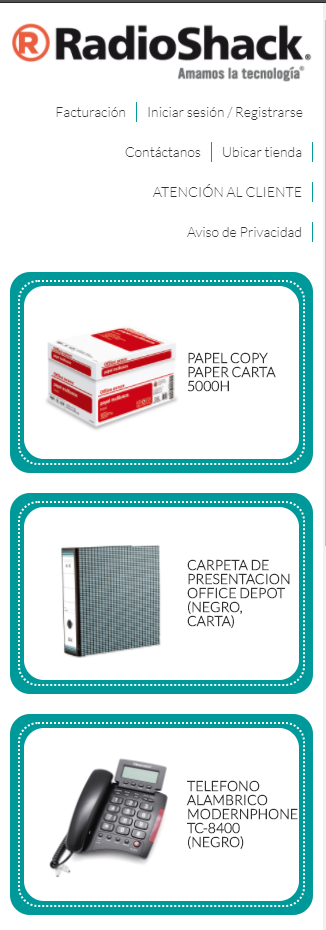 RadioShack®
Amamos la tecnología®
Facturación
Iniciar sesión / Registrarse
Contáctanos
Ubicar tienda
ATENCIÓN AL CLIENTE
Aviso de Privacidad
PAPEL COPY
PAPER CARTA
5000H
CARPETA DE
PRESENTACION
OFFICE DEPOT
(NEGRO,
CARTA)
TELEFONO
ALAMBRICO
MODERNPHONE
TC-8400
(NEGRO)